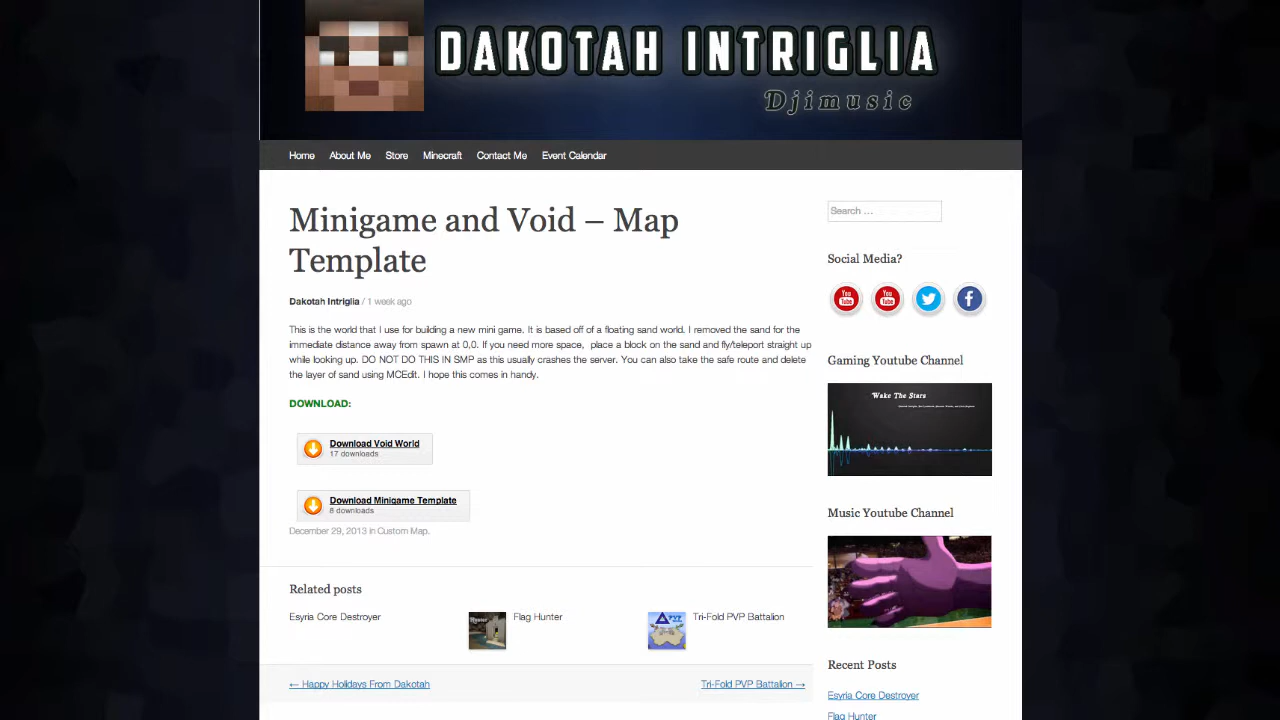 DAKOTAH INTRIGLIA
Djimusic
Home About Me Store Minecraft Contact Me Event Calendar
Minigame and Void – Map
Template
Dakotah Intriglia / 1 week ago
This is the world that I use for building a new mini game. It is based off of a floating sand world. I removed the sand for the
immediate distance away from spawn at 0,0. If you need more space, place a block on the sand and fly/teleport straight up
while looking up. DO NOT DO THIS IN SMP as this usually crashes the server. You can also take the safe route and delete
the layer of sand using MCEdit. I hope this comes in handy.
DOWNLOAD:
Download Void World
17 downloads
Download Minigame Template
8 downloads
December 29, 2013 in Custom Map.
Related posts
Esyria Core Destroyer
Flag Hunter
PVP
Tri-Fold PVP Battalion
← Happy Holidays From Dakotah
Tri-Fold PVP Battalion →
Search ...
Social Media?
You Tube
You Tube
Gaming Youtube Channel
Wake The Stars
Music Youtube Channel
Recent Posts
Esyria Core Destroyer
Flag Hunter